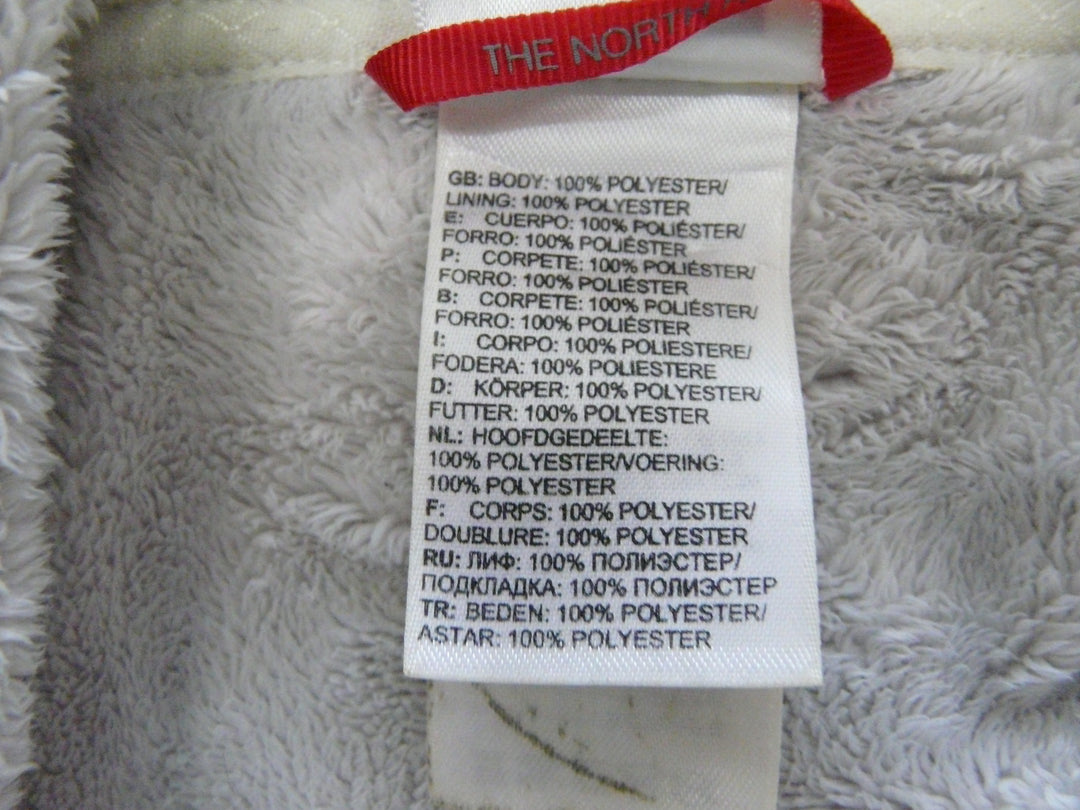 THE NORTH
GB: BODY: 100% POLYESTER/
LINING: 100% POLYESTER
E: CUERPO: 100% POLIÉSTER/
FORRO: 100% POLIÉSTER
P: CORPETE: 100% POLIÉSTER/
FORRO: 100% POLIÉSTER
B: CORPETE: 100% POLIÉSTER/
FORRO: 100% POLIÉSTER
I: CORPO: 100% POLIESTERE/
FODERA: 100% POLIESTERE
D: KÖRPER: 100% POLYESTER/
FUTTER: 100% POLYESTER
NL: HOOFDGEDEELTE:
100% POLYESTER/VOERING:
100% POLYESTER
F: CORPS: 100% POLYESTER/
DOUBLURE: 100% POLYESTER
RU: ЛИФ: 100% ПОЛИЭСТЕР/
ПОДКЛАДКА: 100% ПОЛИЭСТЕР
TR: BEDEN: 100% POLYESTER/
ASTAR: 100% POLYESTER